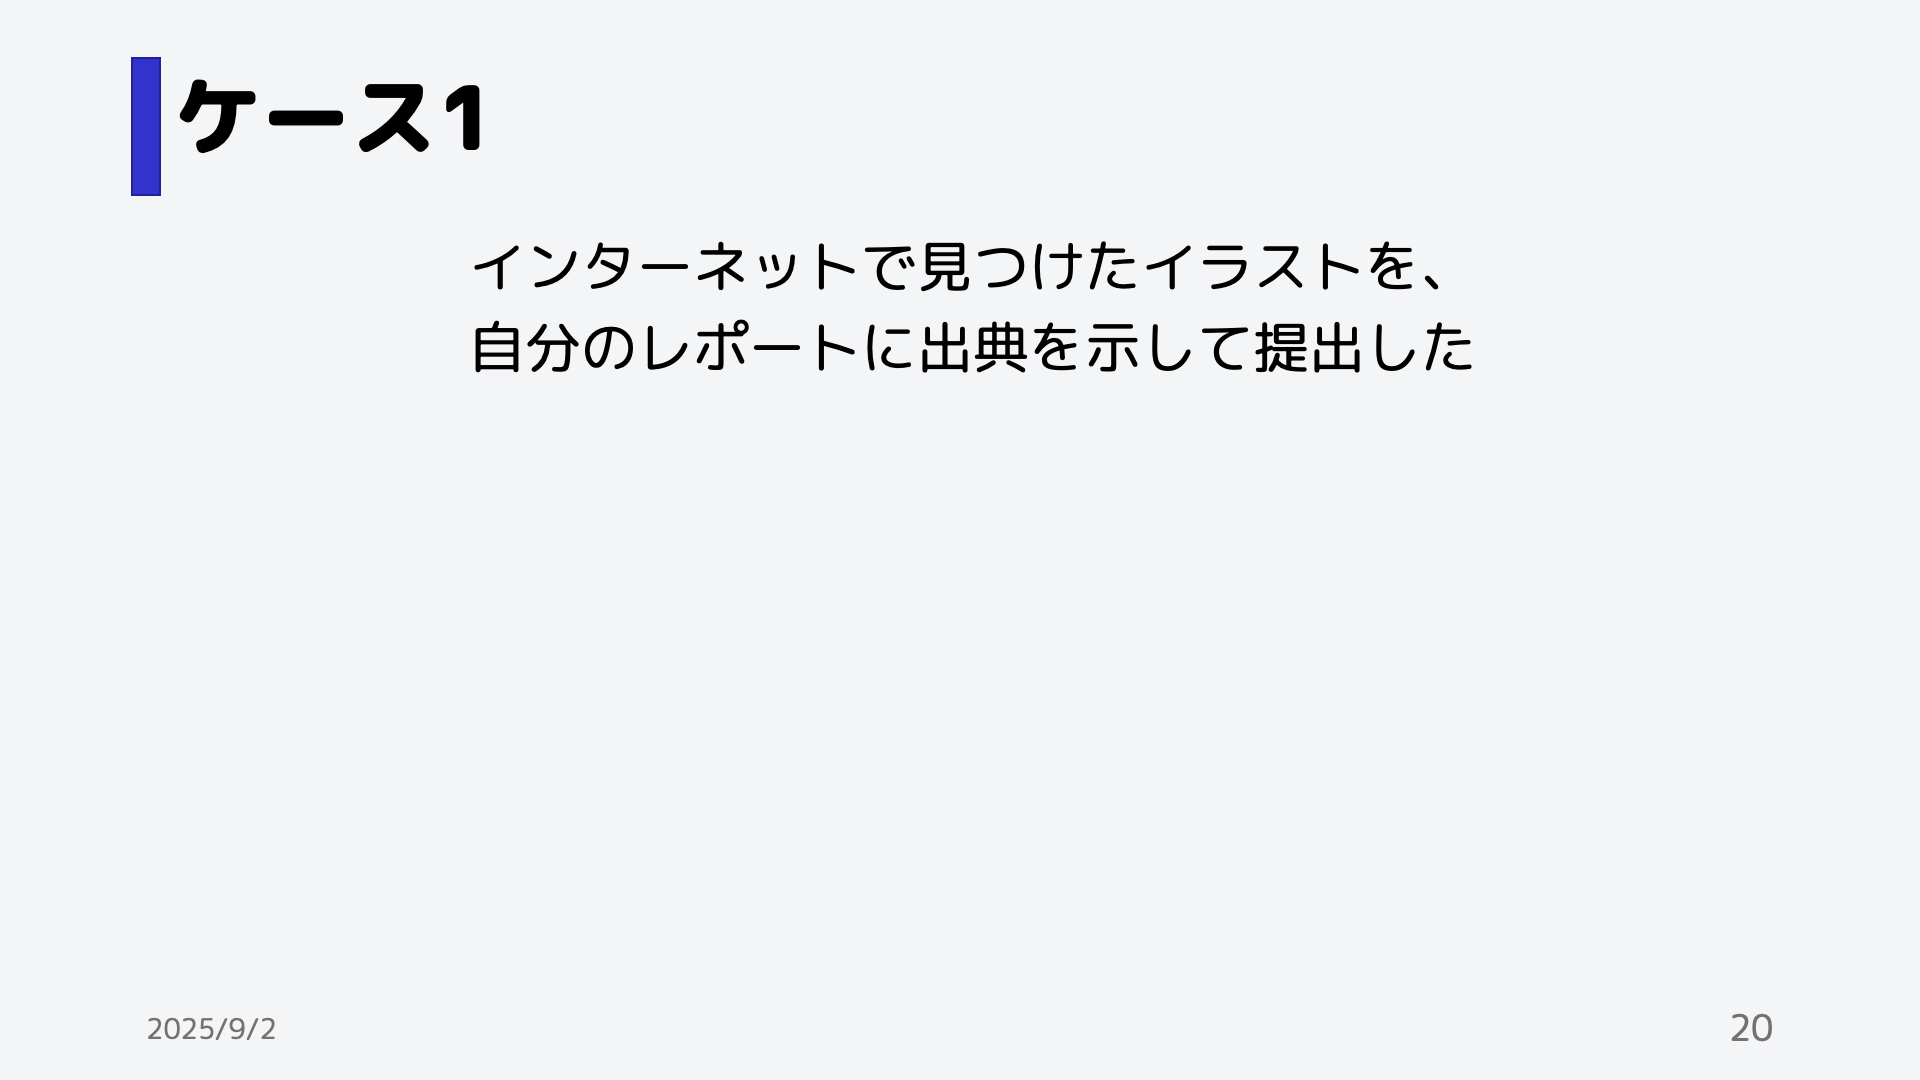 ケース1
インターネットで見つけたイラストを、
自分のレポートに出典を示して提出した
2025/9/2
20